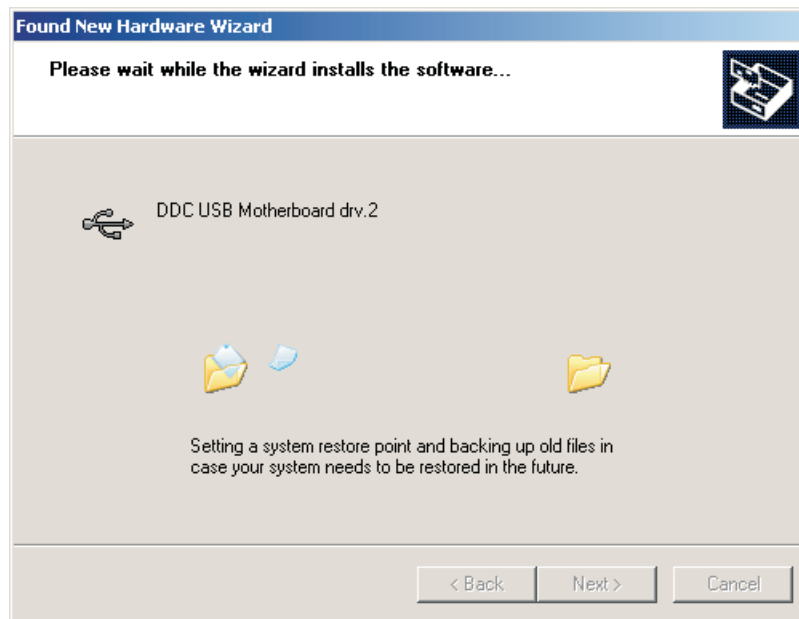 Found New Hardware Wizard
Please wait while the wizard installs the software...
DDC USB Motherboard drv.2
Setting a system restore point and backing up old files in
case your system needs to be restored in the future.
< Back
Next >
Cancel